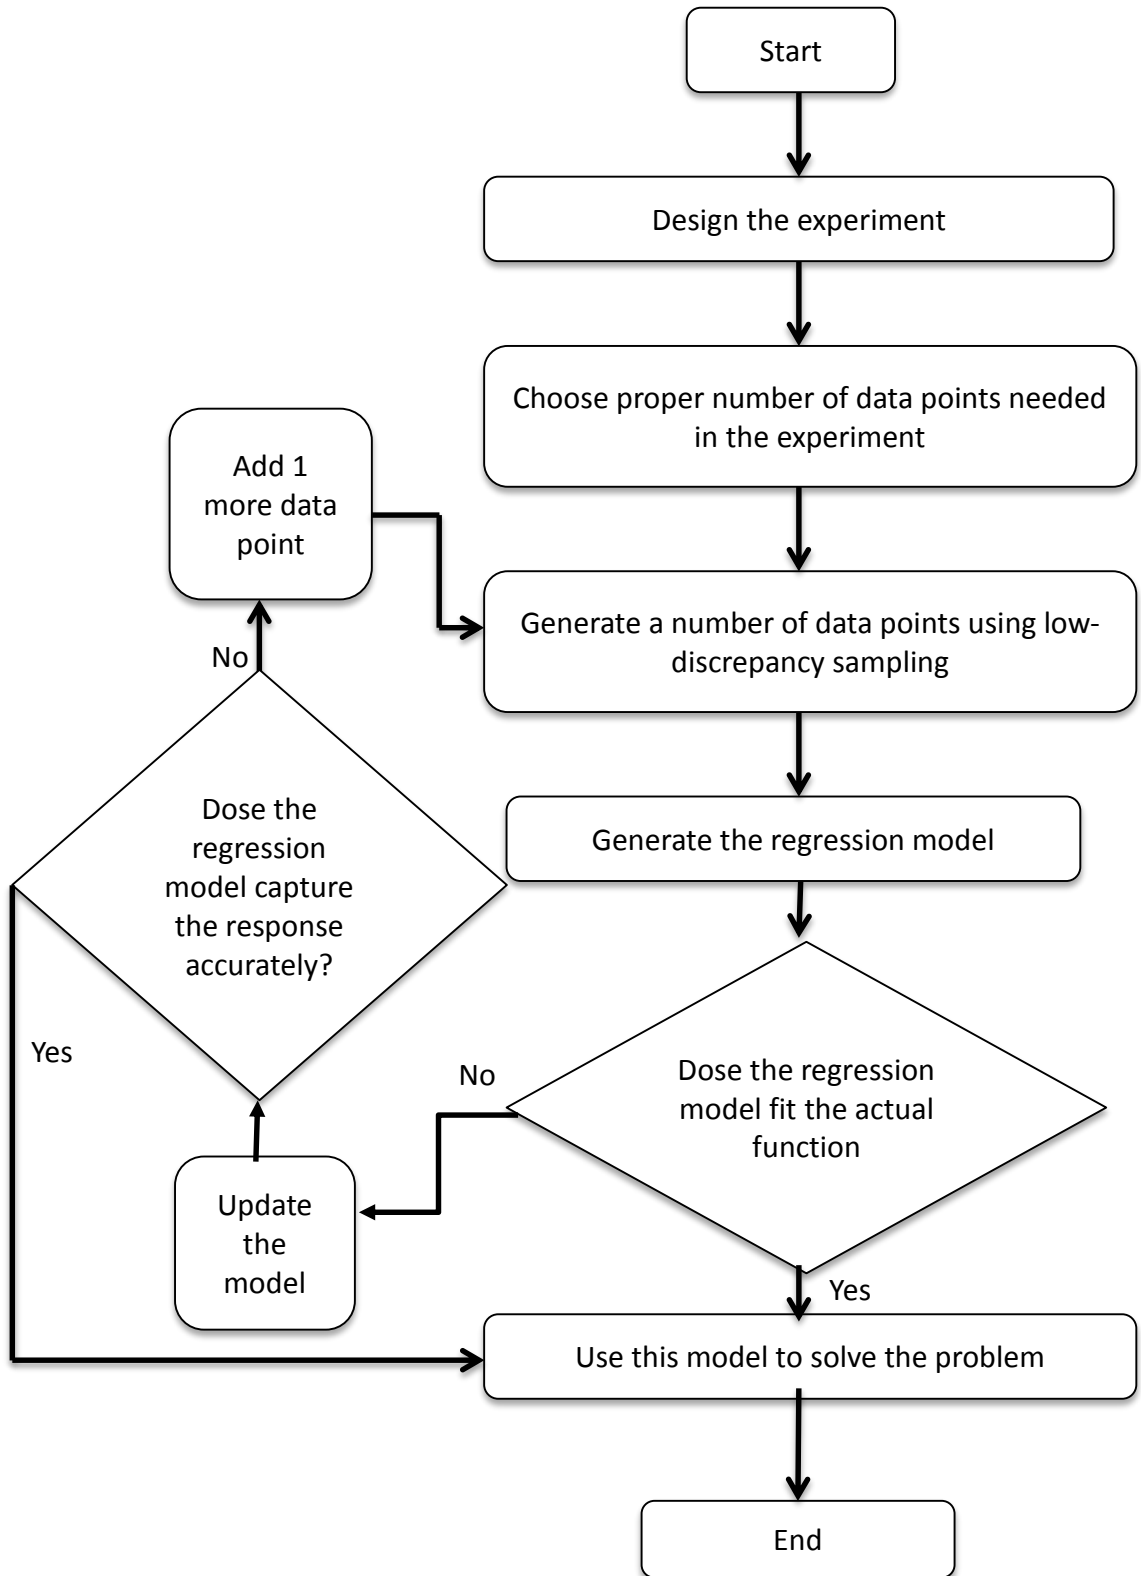 Start
Design the experiment
Choose proper number of data points needed
in the experiment
Add 1
more data
point
Generate a number of data points using low-
discrepancy sampling
No
Dose the
regression
model capture
the response
accurately?
Generate the regression model
Yes
No
Dose the regression
model fit the actual
function
Update
the
model
Yes
Use this model to solve the problem
End